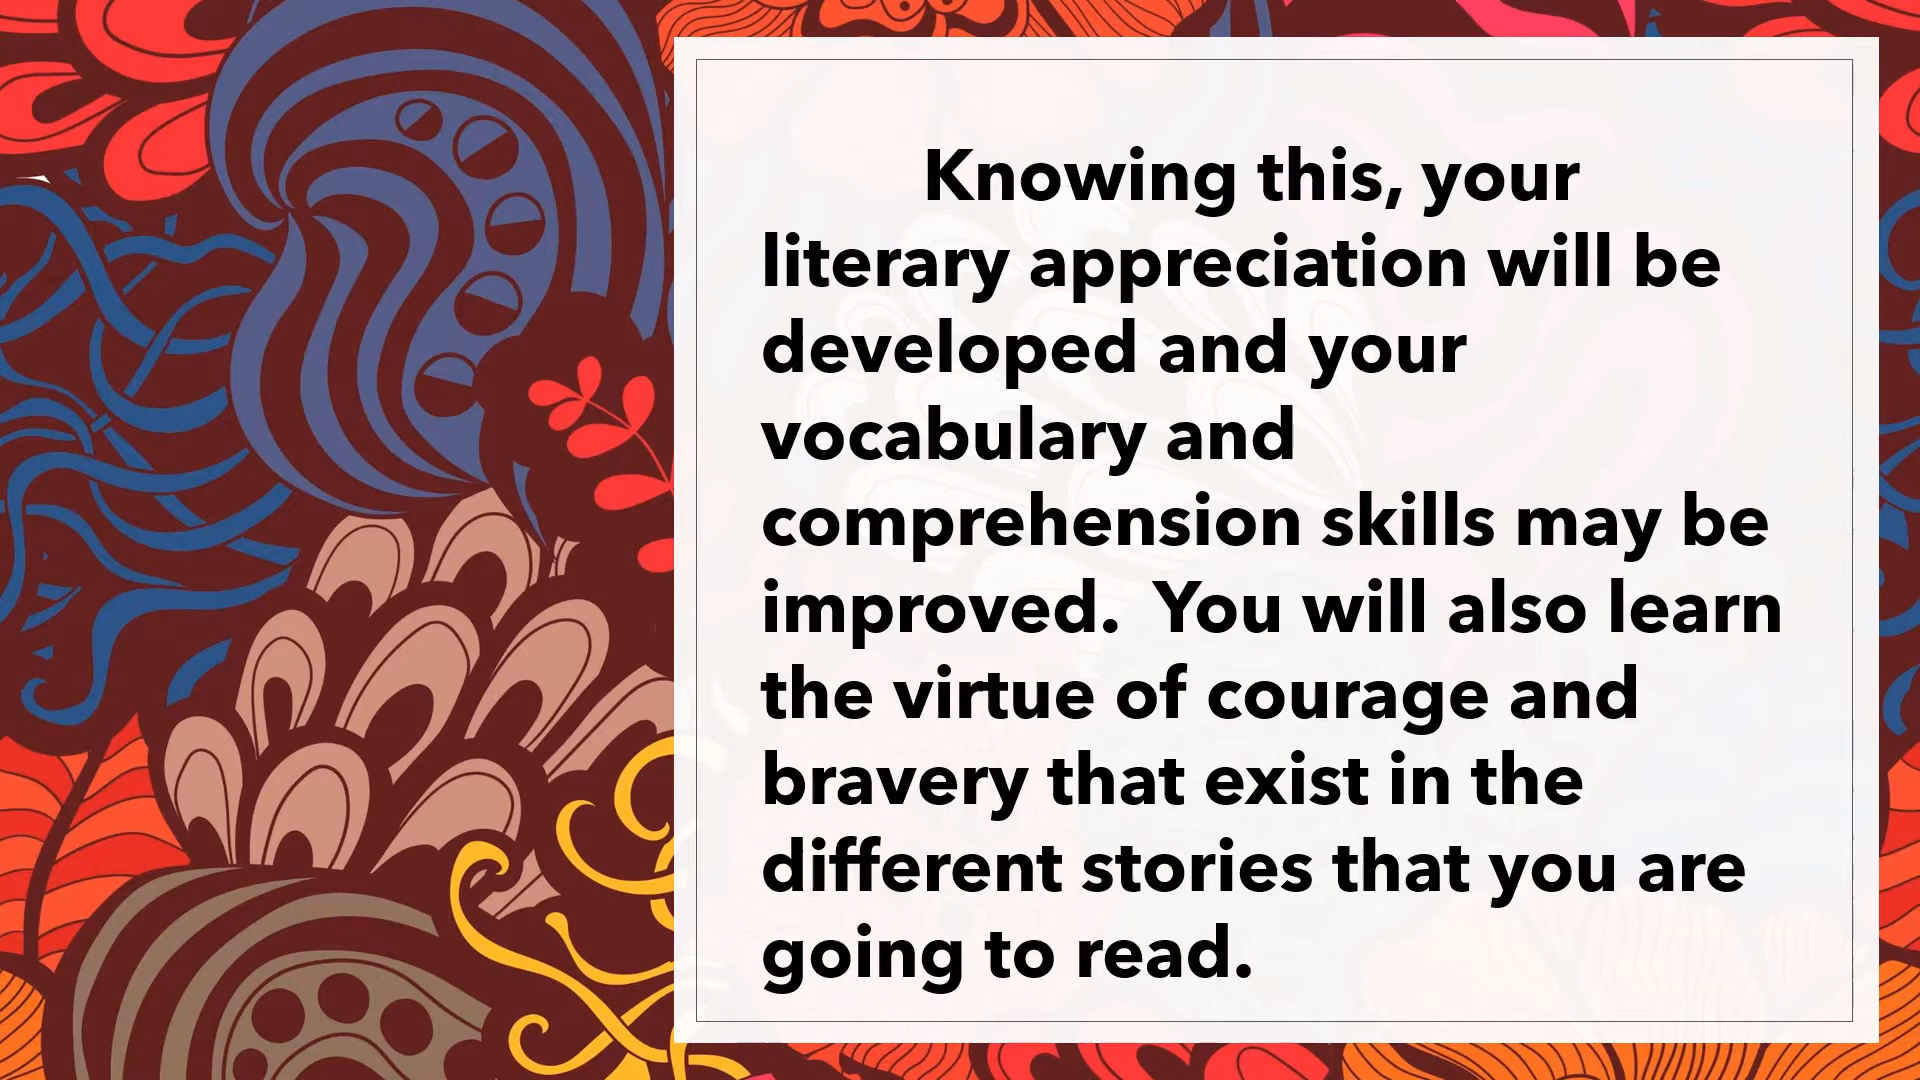 Knowing this, your
literary appreciation will be
developed and your
vocabulary and
comprehension skills may be
improved.  You will also learn
the virtue of courage and
bravery that exist in the
different stories that you are
going to read.